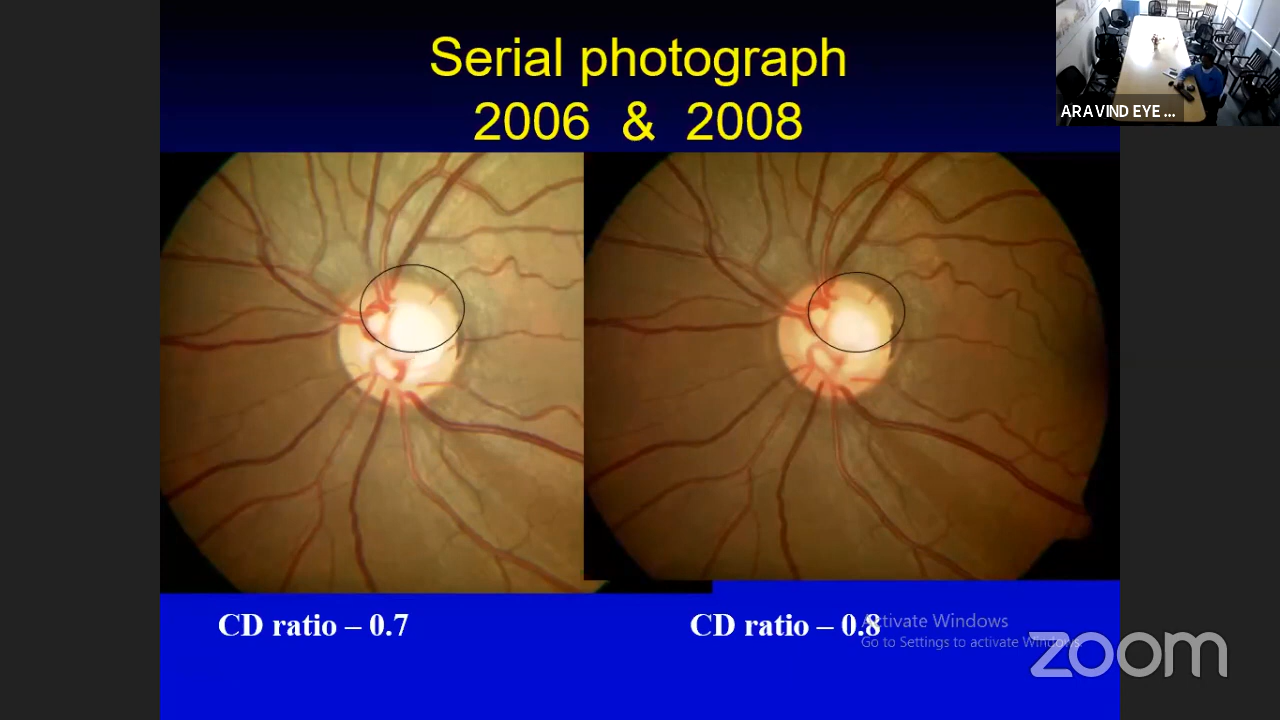 Serial photograph
2006 & 2008
ARAVIND EYE ...
CD ratio – 0.7
CD ratio – 0.8
Activate Windows
Go to Settings to activate Windows.
zoom